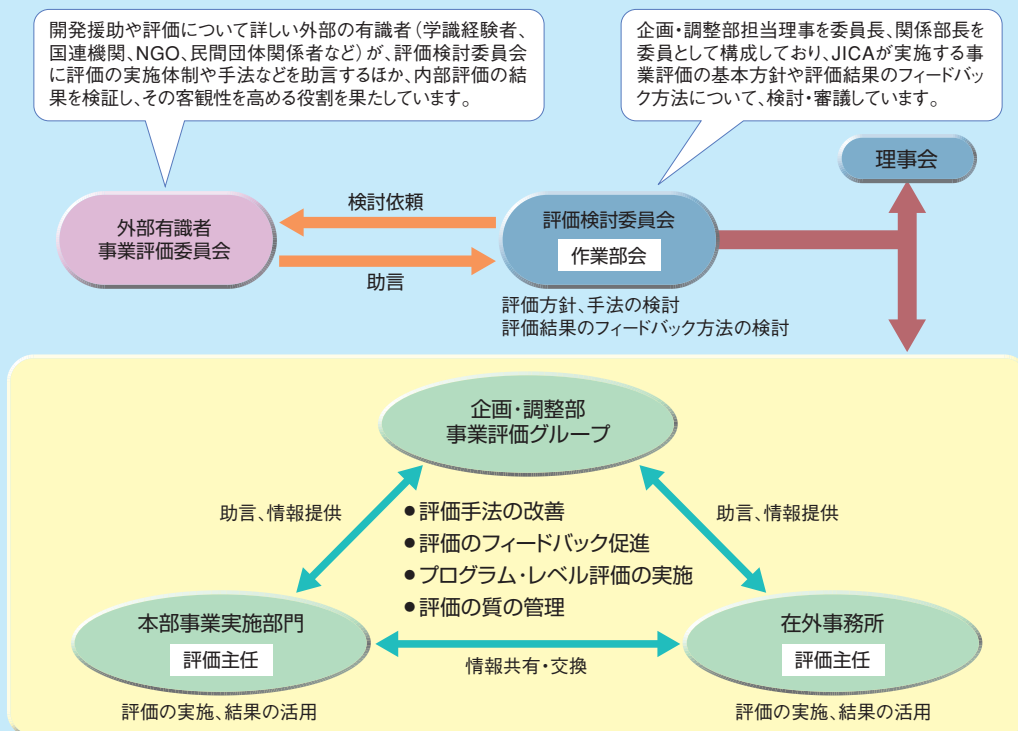 開発援助や評価について詳しい外部の有識者(学識経験者、
国連機関、NGO、民間団体関係者など)が、評価検討委員会
に評価の実施体制や手法などを助言するほか、内部評価の結
果を検証し、その客観性を高める役割を果たしています。
企画・調整部担当理事を委員長、関係部長を
委員として構成しており、JICAが実施する事
業評価の基本方針や評価結果のフィードバッ
ク方法について、検討・審議しています。
理事会
外部有識者
事業評価委員会
検討依頼
助言
評価検討委員会
作業部会
評価方針、手法の検討
評価結果のフィードバック方法の検討
企画・調整部
事業評価グループ
助言、情報提供
●評価手法の改善
●評価のフィードバック促進
●プログラム・レベル評価の実施
●評価の質の管理
助言、情報提供
本部事業実施部門
評価主任
評価の実施、結果の活用
情報共有・交換
在外事務所
評価主任
評価の実施、結果の活用